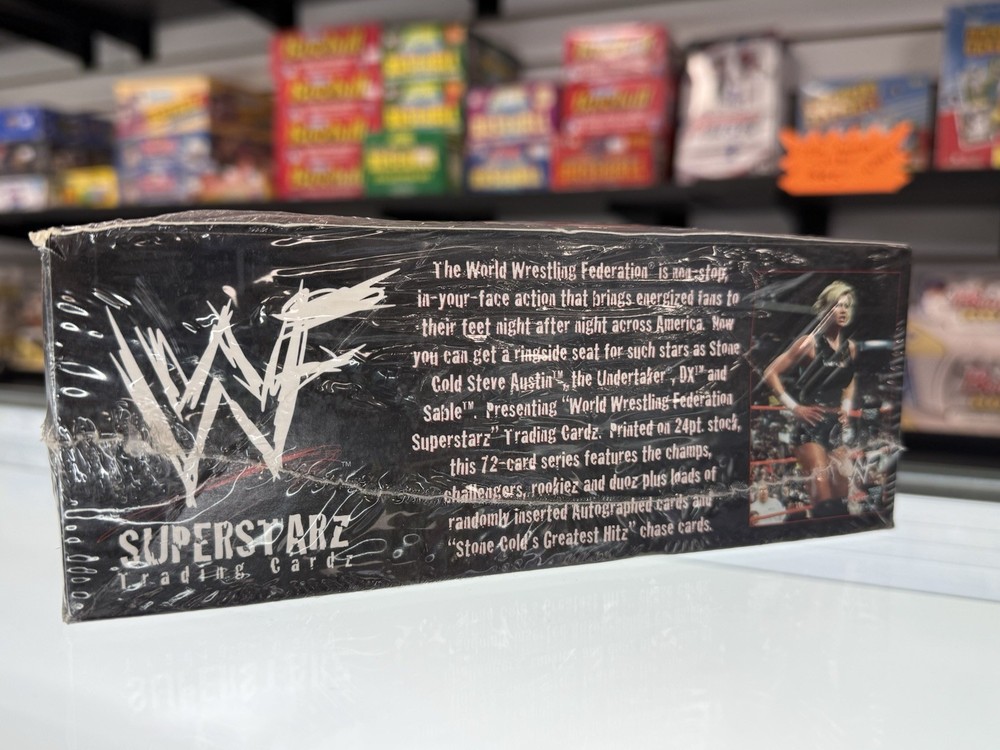 WF
SUPERSTARZ
Trading Cardz
The World Wrestling Federation® is non-stop,
in-your-face action that brings energized fans to
their feet night after night across America. Now
you can get a ringside seat for such stars as Stone
Cold Steve Austin™, the Undertaker™, DX™ and
Sable™. Presenting “World Wrestling Federation
Superstarz” Trading Cardz. Printed on 24pt. stock,
this 72-card series features the champs,
challengers, rookiez and duoz plus loads of
randomly inserted Autographed cards and
“Stone Cold's Greatest Hitz” chase cards.